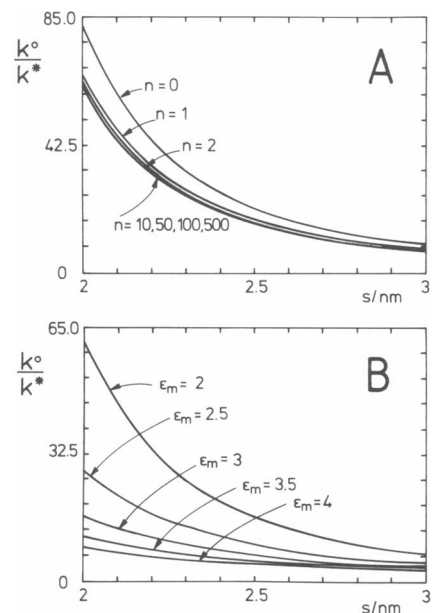 85.0
k°
k*
A
n=0
n=1
42.5
n=2
n=10,50,100,500
0
2
2.5
3
s/nm
65.0
k°
k*
B
εm = 2
εm = 2.5
32.5
εm = 3
εm = 3.5
εm = 4
0
2
2.5
3
s/nm